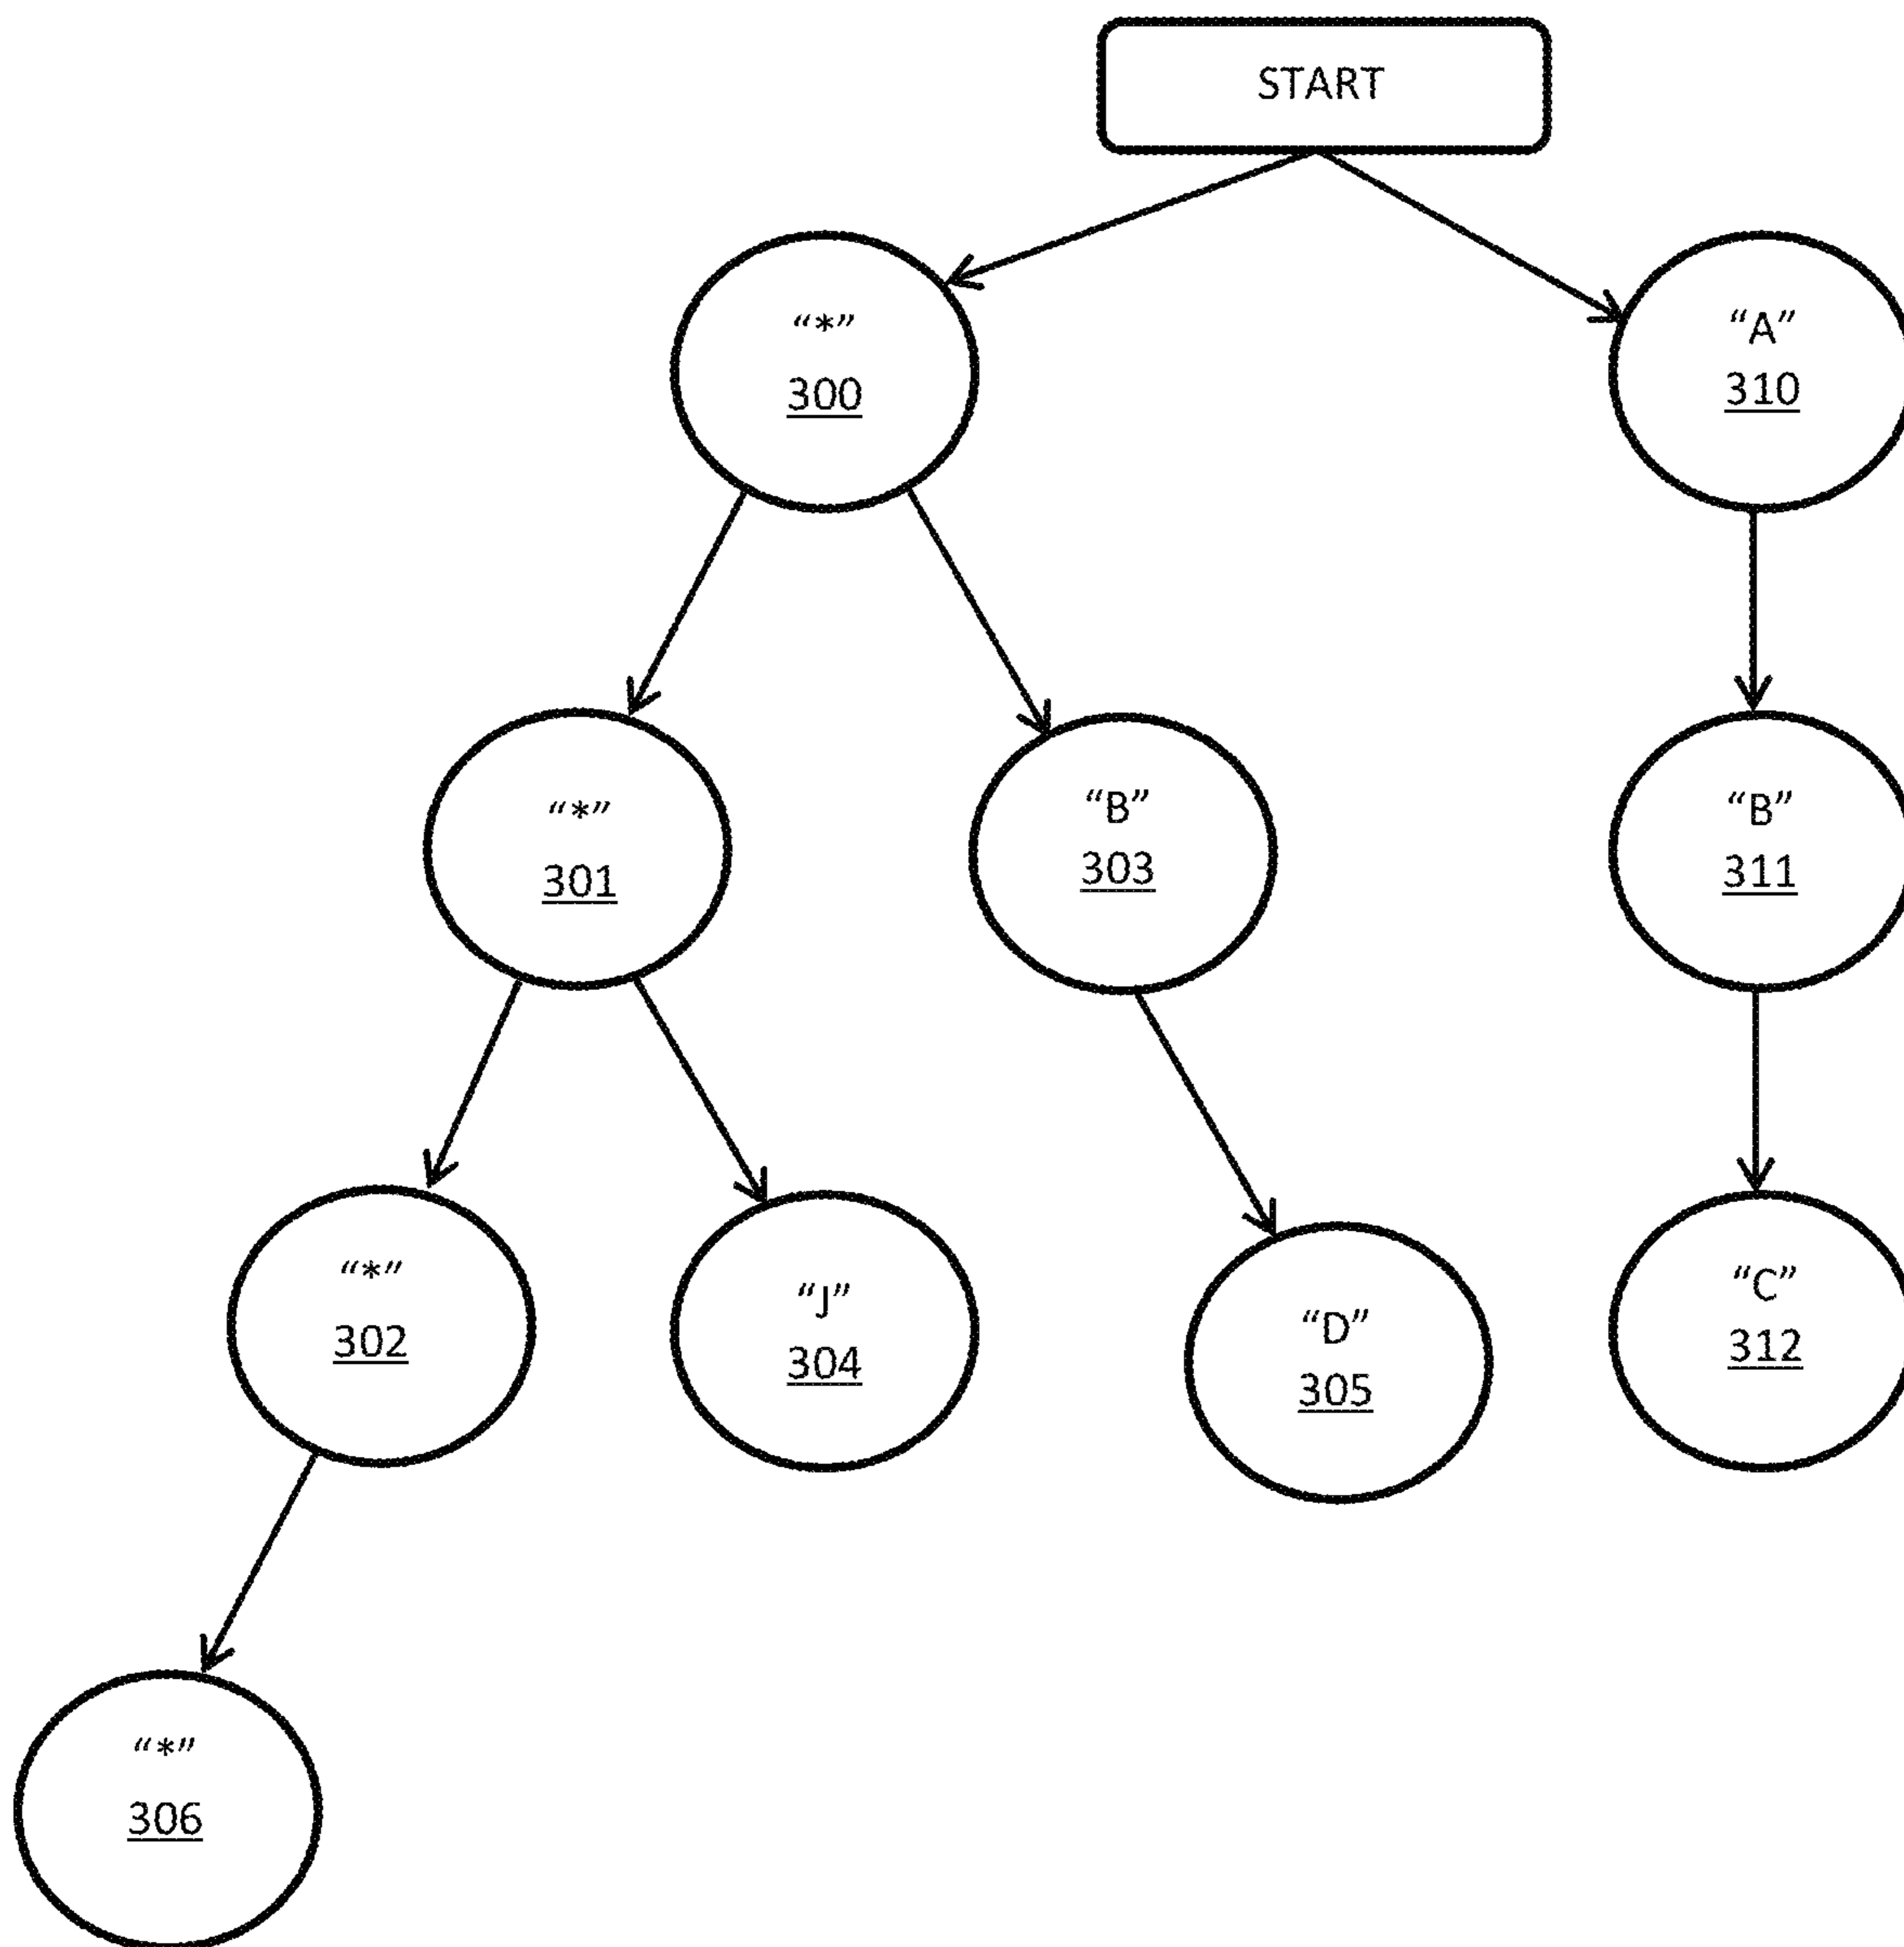 START
“*”
300
“A”
310
“*”
301
“B”
303
“B”
311
“*”
302
“J”
304
“D”
305
“C”
312
“*”
306